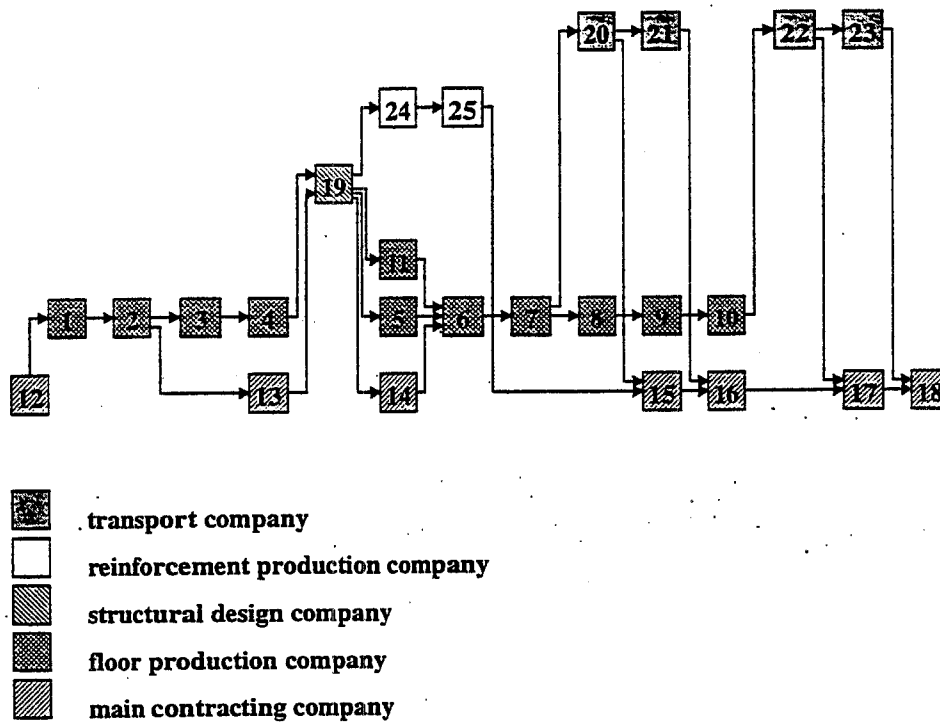 20 21 22 23
24 25
19
11
1 2 3 4 5 6 7 8 9 10
12 13 14 15 16 17 18
transport company
reinforcement production company
structural design company
floor production company
main contracting company